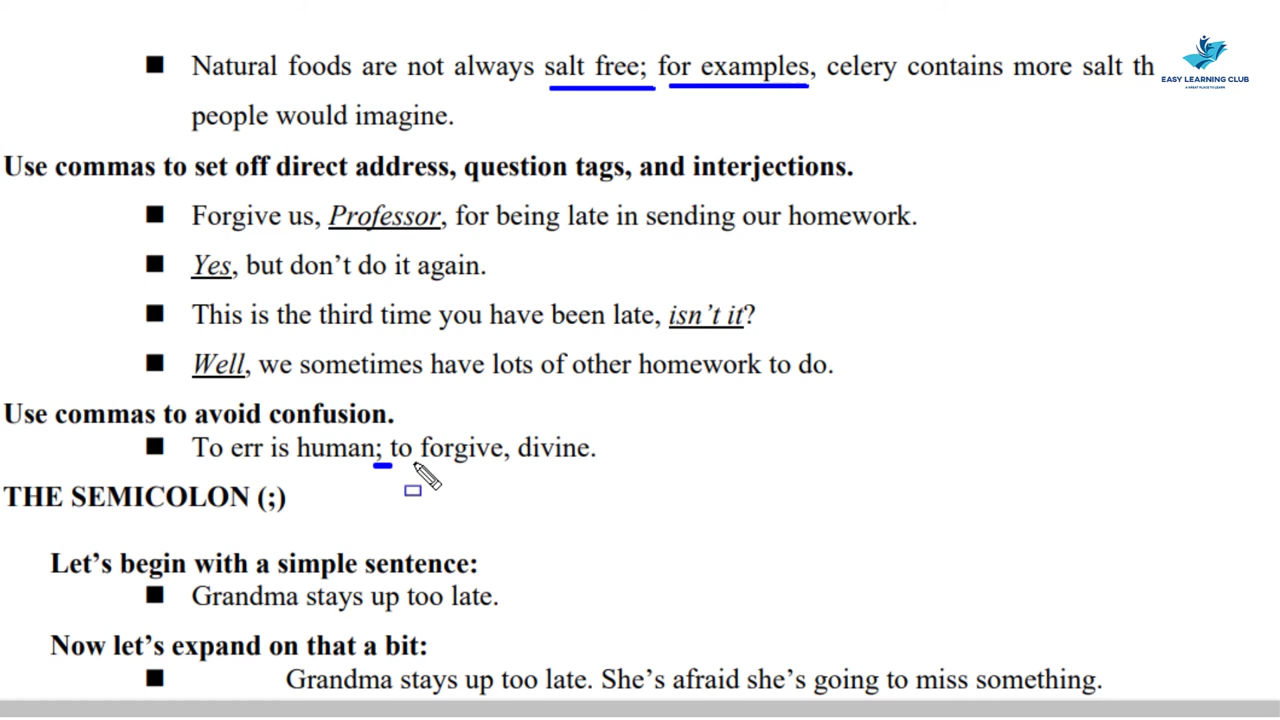 ■ Natural foods are not always salt free; for examples, celery contains more salt th
people would imagine.
Use commas to set off direct address, question tags, and interjections.
■ Forgive us, Professor, for being late in sending our homework.
■ Yes, but don’t do it again.
■ This is the third time you have been late, isn’t it?
■ Well, we sometimes have lots of other homework to do.
Use commas to avoid confusion.
■ To err is human; to forgive, divine.
THE SEMICOLON (;)
Let’s begin with a simple sentence:
■ Grandma stays up too late.
Now let’s expand on that a bit:
■ Grandma stays up too late. She’s afraid she’s going to miss something.
EASY LEARNING CLUB
A GREAT PLACE TO LEARN